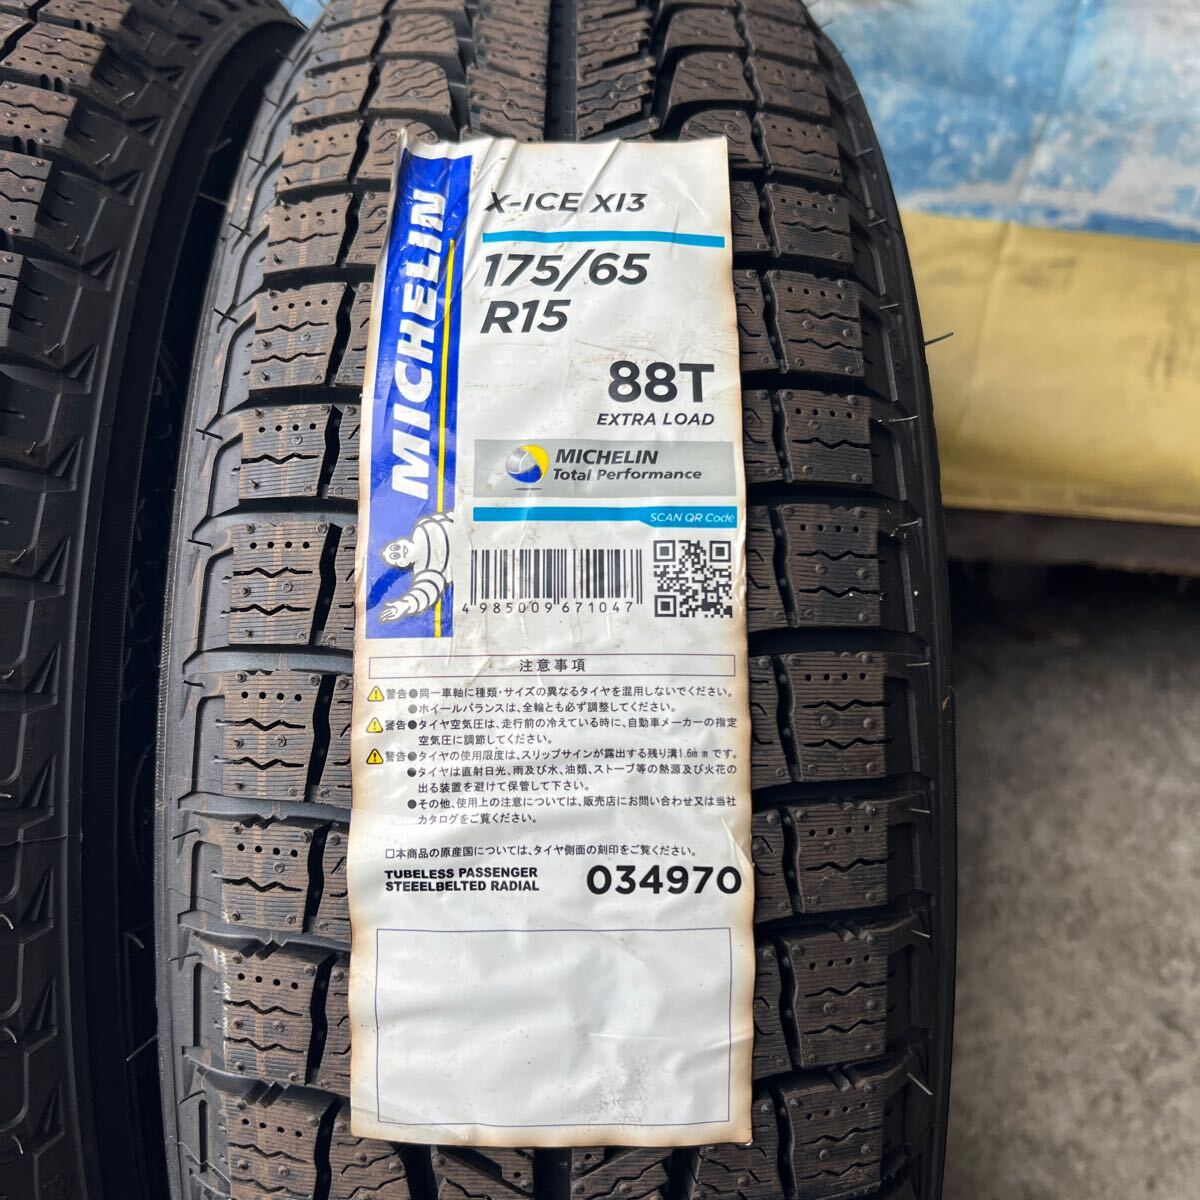 MICHELIN
X-ICE XI3
175/65
R15
88T
EXTRA LOAD
MICHELIN
Total Performance
SCAN QR Code
4 985009 671047
注意事項
警告●同一車軸に種類・サイズの異なるタイヤを混用しないでください。
●ホイールバランスは、全輪とも必ず調整してください。
警告●タイヤ空気圧は、走行前の冷えている時に、自動車メーカーの指定
空気圧に調節してください。
警告●タイヤの使用限度は、スリップサインが露出する残り溝1.6mmです。
●タイヤは直射日光、雨及び水、油類、ストーブ等の熱源及び火花の
出る装置を避けて保管して下さい。
●その他、使用上の注意については、販売店にお問い合わせ又は当社
カタログをご覧ください。
□本商品の原産国については、タイヤ側面の刻印をご覧ください。
TUBELESS PASSENGER
STEEELBELTED RADIAL
034970